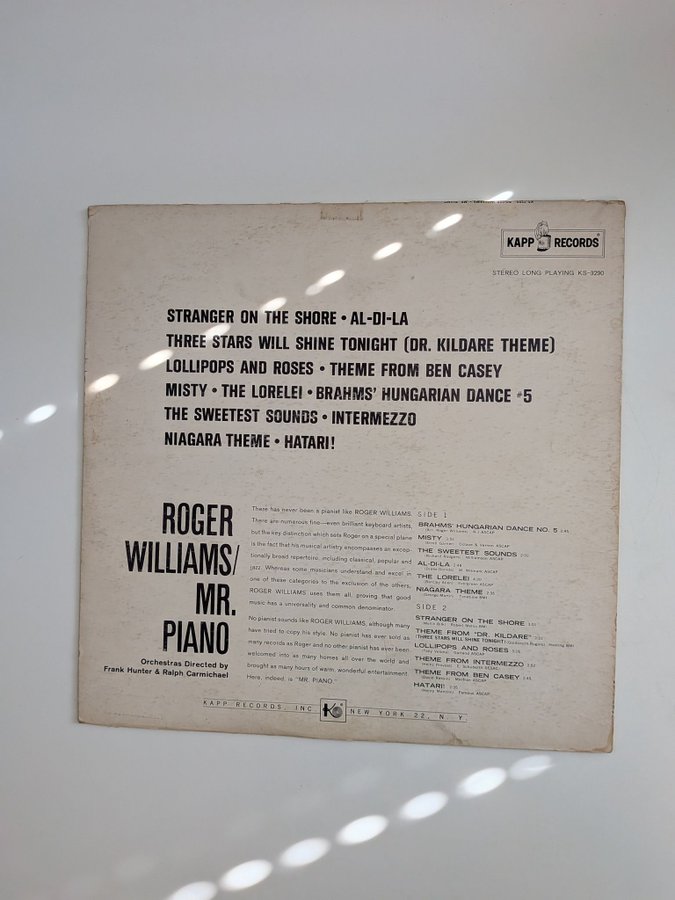 KAPP RECORDS
STEREO LONG PLAYING KS-3290
STRANGER ON THE SHORE • AL-DI-LA
THREE STARS WILL SHINE TONIGHT (DR. KILDARE THEME)
LOLLIPOPS AND ROSES • THEME FROM BEN CASEY
MISTY • THE LORELEI • BRAHMS' HUNGARIAN DANCE #5
THE SWEETEST SOUNDS • INTERMEZZO
NIAGARA THEME • HATARI!
ROGER
WILLIAMS/
MR.
PIANO
Orchestras Directed by
Frank Hunter & Ralph Carmichael
There has never been a pianist like ROGER WILLIAMS.
There are numerous fine—even brilliant keyboard artists,
but the key distinction which sets Roger on a special plane
is the fact that his musical artistry encompasses an excep-
tionally broad repertoire, including classical, popular and
jazz. Whereas some musicians understand and excel in
one of these categories to the exclusion of the others,
ROGER WILLIAMS uses them all, proving that good
music has a universality and common denominator.
No pianist sounds like ROGER WILLIAMS, although many
have tried to copy his style. No pianist has ever sold as
many records as Roger and no other pianist has ever been
welcomed into as many homes all over the world and
brought as many hours of warm, wonderful entertainment.
Here, indeed, is "MR. PIANO."
SIDE 1
BRAHMS' HUNGARIAN DANCE NO. 5
MISTY
THE SWEETEST SOUNDS
AL-DI-LA
THE LORELEI
NIAGARA THEME
SIDE 2
STRANGER ON THE SHORE
THEME FROM "DR. KILDARE"
(THREE STARS WILL SHINE TONIGHT)
LOLLIPOPS AND ROSES
THEME FROM INTERMEZZO
THEME FROM BEN CASEY
HATARI!
KAPP RECORDS, INC. NEW YORK 22, N. Y.